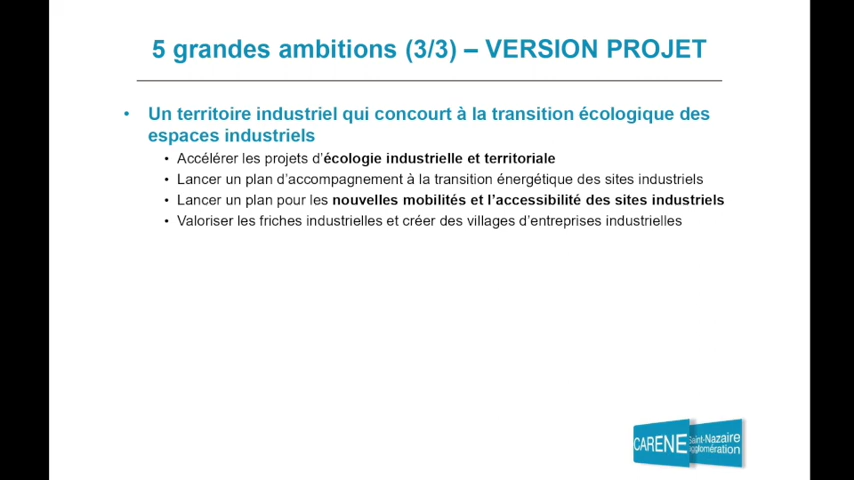 5 grandes ambitions (3/3) – VERSION PROJET
• Un territoire industriel qui concourt à la transition écologique des
espaces industriels
• Accélérer les projets d’écologie industrielle et territoriale
• Lancer un plan d’accompagnement à la transition énergétique des sites industriels
• Lancer un plan pour les nouvelles mobilités et l’accessibilité des sites industriels
• Valoriser les friches industrielles et créer des villages d’entreprises industrielles
CARENE
Saint-Nazaire
agglomération